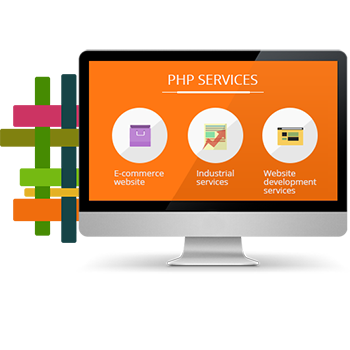 PHP SERVICES
E-commerce
website
Industrial
services
Website
development
services